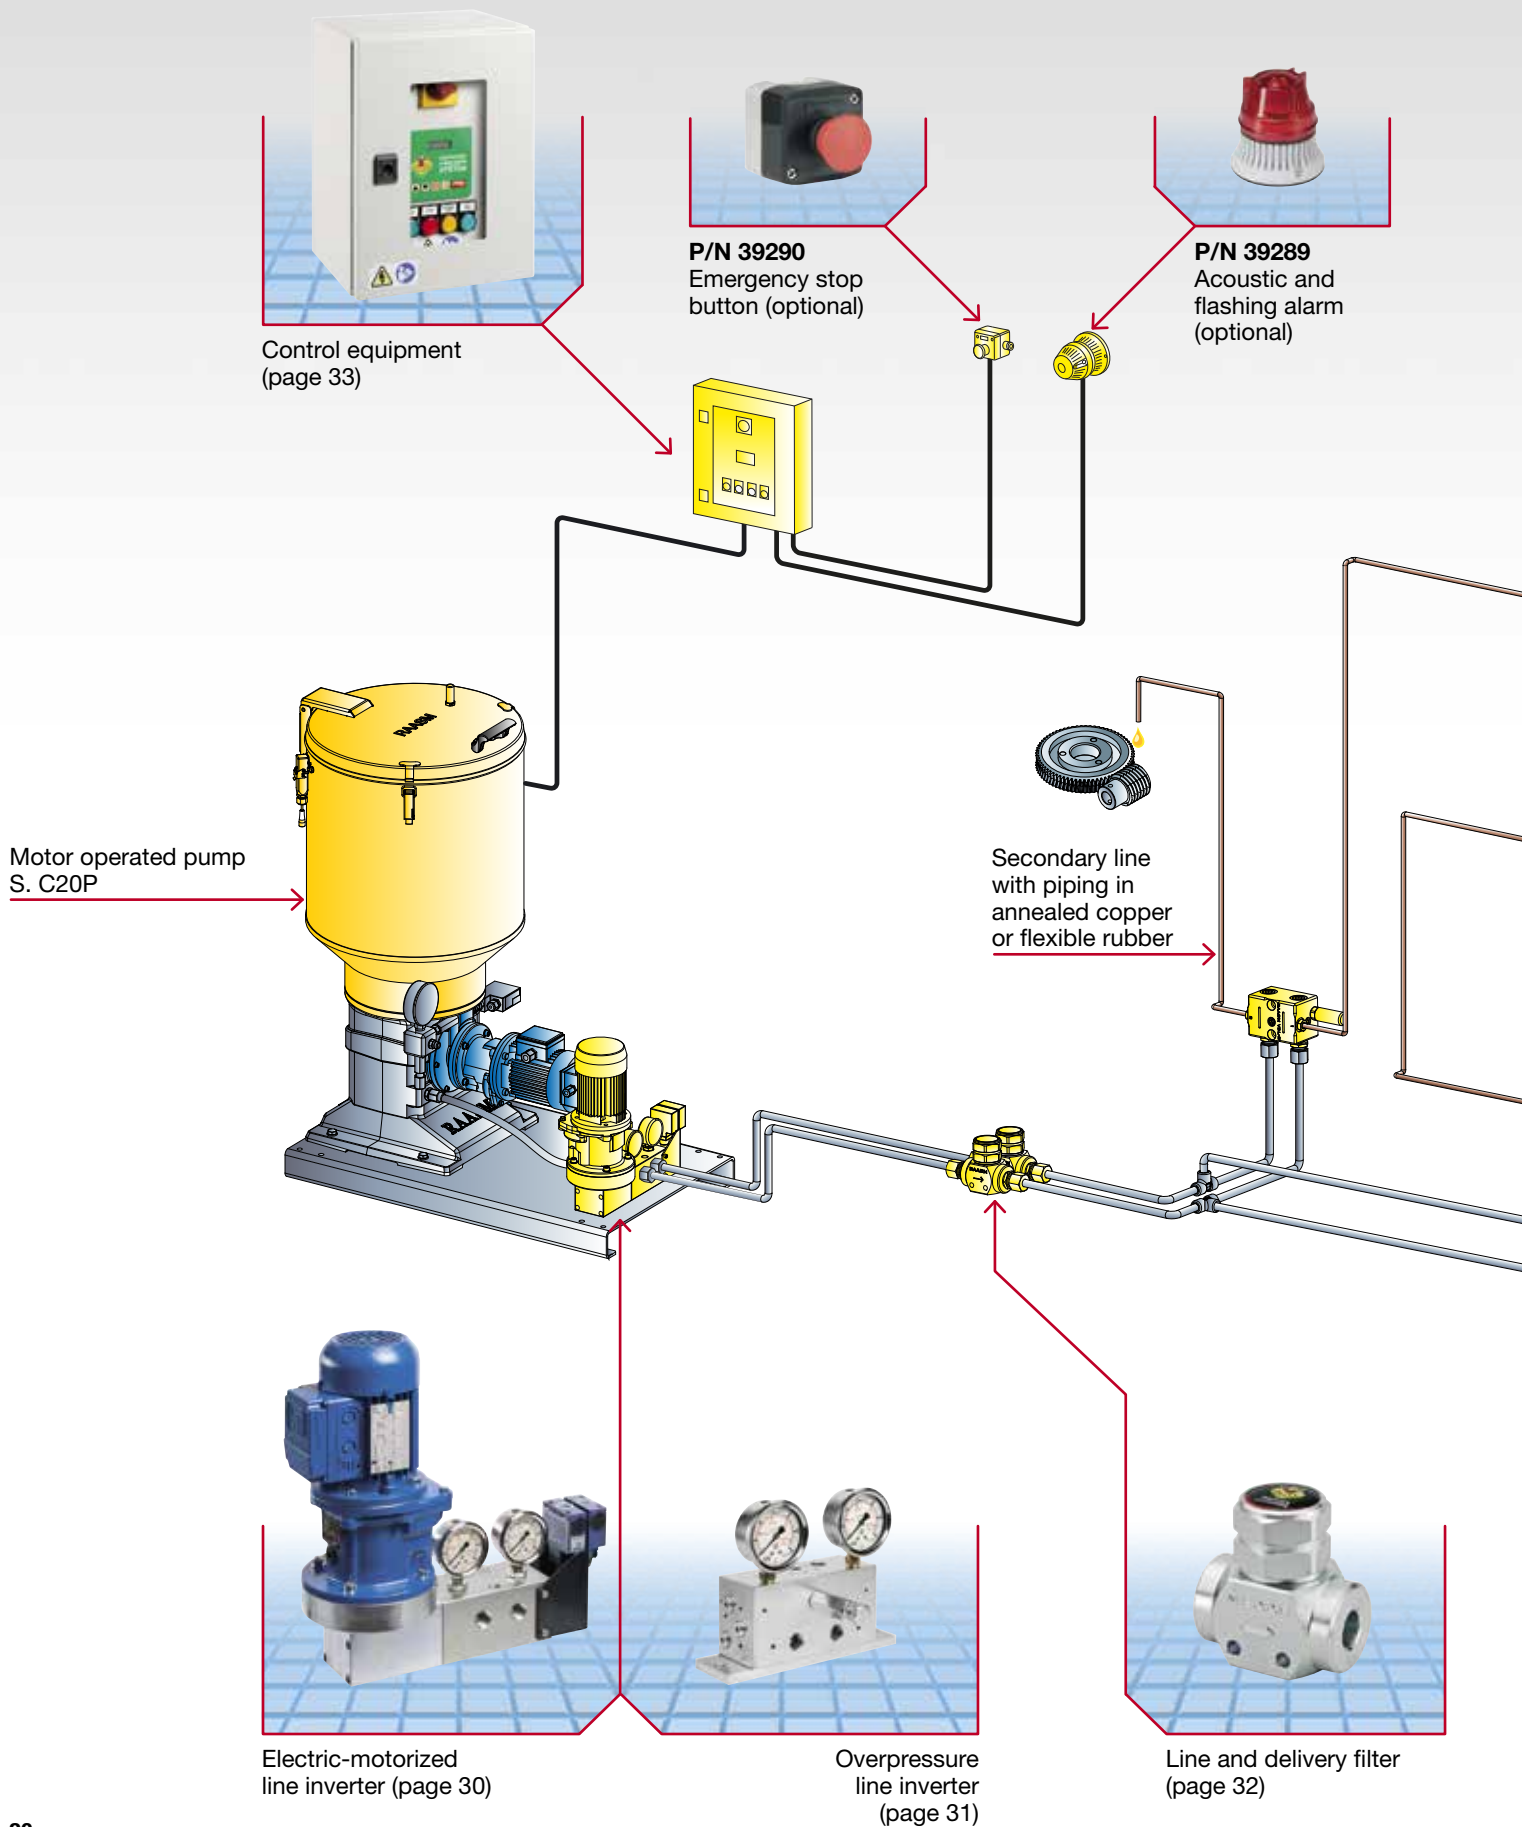 P/N 39290
Emergency stop
button (optional)
P/N 39289
Acoustic and
flashing alarm
(optional)
Control equipment
(page 33)
RAASM
Motor operated pump
S. C20P
Secondary line
with piping in
annealed copper
or flexible rubber
RAASM
Electric-motorized
line inverter (page 30)
Overpressure
line inverter
(page 31)
Line and delivery filter
(page 32)